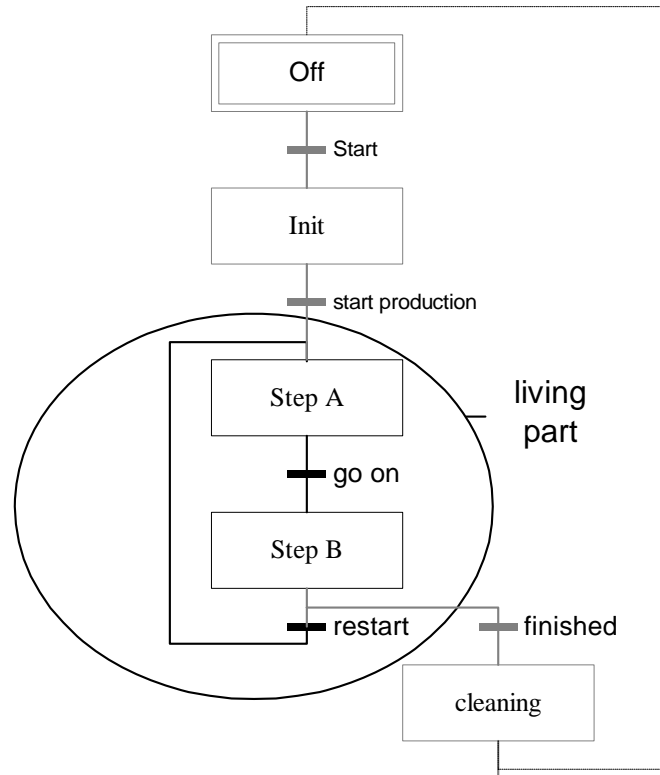 Off
Start
Init
start production
Step A
living
part
go on
Step B
restart
finished
cleaning